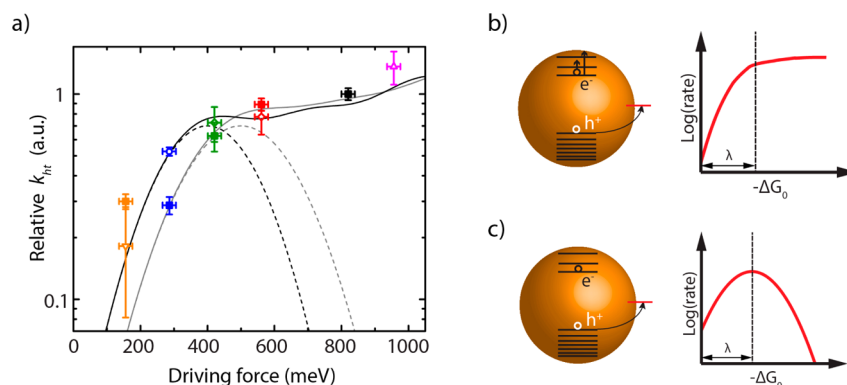 a)
Relative k_ht (a.u.)
1
0.1
0 200 400 600 800 1000
Driving force (meV)
b)
e-
h+
Log(rate)
λ
-ΔG0
c)
e-
h+
Log(rate)
λ
-ΔG0